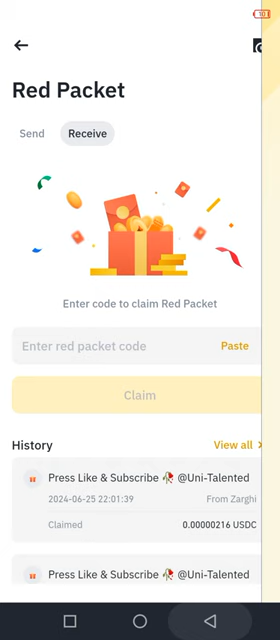 10
Red Packet
Send Receive
Enter code to claim Red Packet
Enter red packet code Paste
Claim
History View all
Press Like & Subscribe 🥀 @Uni-Talented
2024-06-25 22:01:39 From Zarghi
Claimed 0.00000216 USDC
Press Like & Subscribe 🥀 @Uni-Talented